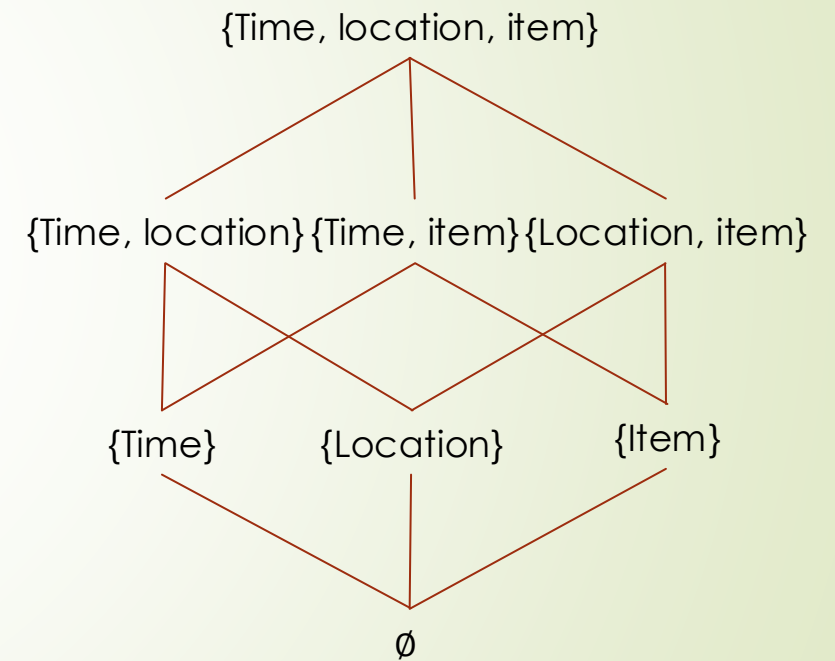 {Time, location, item}
{Time, location} {Time, item} {Location, item}
{Time} {Location} {Item}
∅